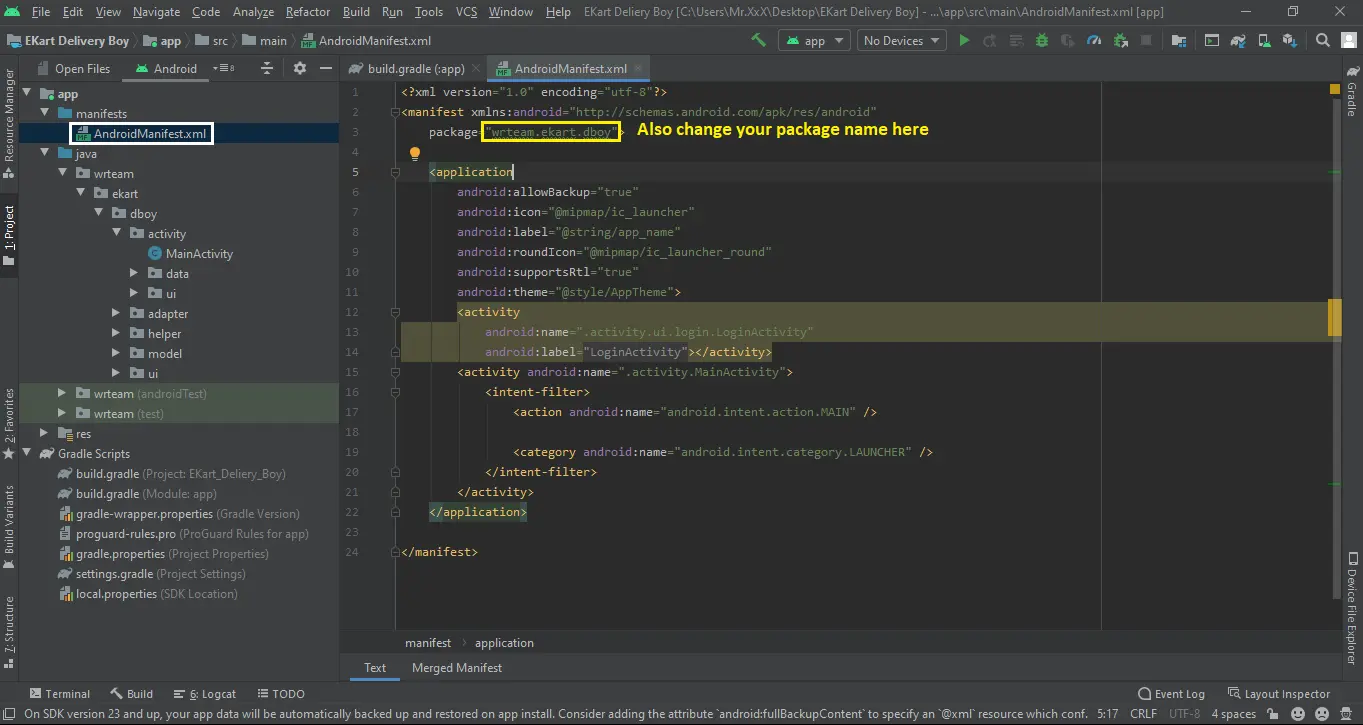 File Edit View Navigate Code Analyze Refactor Build Run Tools VCS Window Help EKart Deliery Boy [C:\Users\Mr.XxX\Desktop\EKart Delivery Boy] - ...\app\src\main\AndroidManifest.xml [app]
EKart Delivery Boy app src main AndroidManifest.xml app No Devices
Open Files Android build.gradle (:app) AndroidManifest.xml
Resource Manager
1: Project
2: Favorites
Build Variants
7: Structure
app
manifests
AndroidManifest.xml
java
wrteam
ekart
dboy
activity
MainActivity
data
ui
adapter
helper
model
ui
wrteam (androidTest)
wrteam (test)
res
Gradle Scripts
build.gradle (Project: EKart_Deliery_Boy)
build.gradle (Module: app)
gradle-wrapper.properties (Gradle Version)
proguard-rules.pro (ProGuard Rules for app)
gradle.properties (Project Properties)
settings.gradle (Project Settings)
local.properties (SDK Location)
1 <?xml version="1.0" encoding="utf-8"?>
2 <manifest xmlns:android="http://schemas.android.com/apk/res/android"
3 package="wrteam.ekart.dboy"> Also change your package name here
4
5 <application
6 android:allowBackup="true"
7 android:icon="@mipmap/ic_launcher"
8 android:label="@string/app_name"
9 android:roundIcon="@mipmap/ic_launcher_round"
10 android:supportsRtl="true"
11 android:theme="@style/AppTheme">
12 <activity
13 android:name=".activity.ui.login.LoginActivity"
14 android:label="LoginActivity"></activity>
15 <activity android:name=".activity.MainActivity">
16 <intent-filter>
17 <action android:name="android.intent.action.MAIN" />
18
19 <category android:name="android.intent.category.LAUNCHER" />
20 </intent-filter>
21 </activity>
22 </application>
23
24 </manifest>
Gradle
Device File Explorer
manifest application
Text Merged Manifest
Terminal Build 6: Logcat TODO Event Log Layout Inspector
On SDK version 23 and up, your app data will be automatically backed up and restored on app install. Consider adding the attribute `android:fullBackupContent` to specify an `@xml` resource which conf. 5:17 CRLF UTF-8 4 spaces